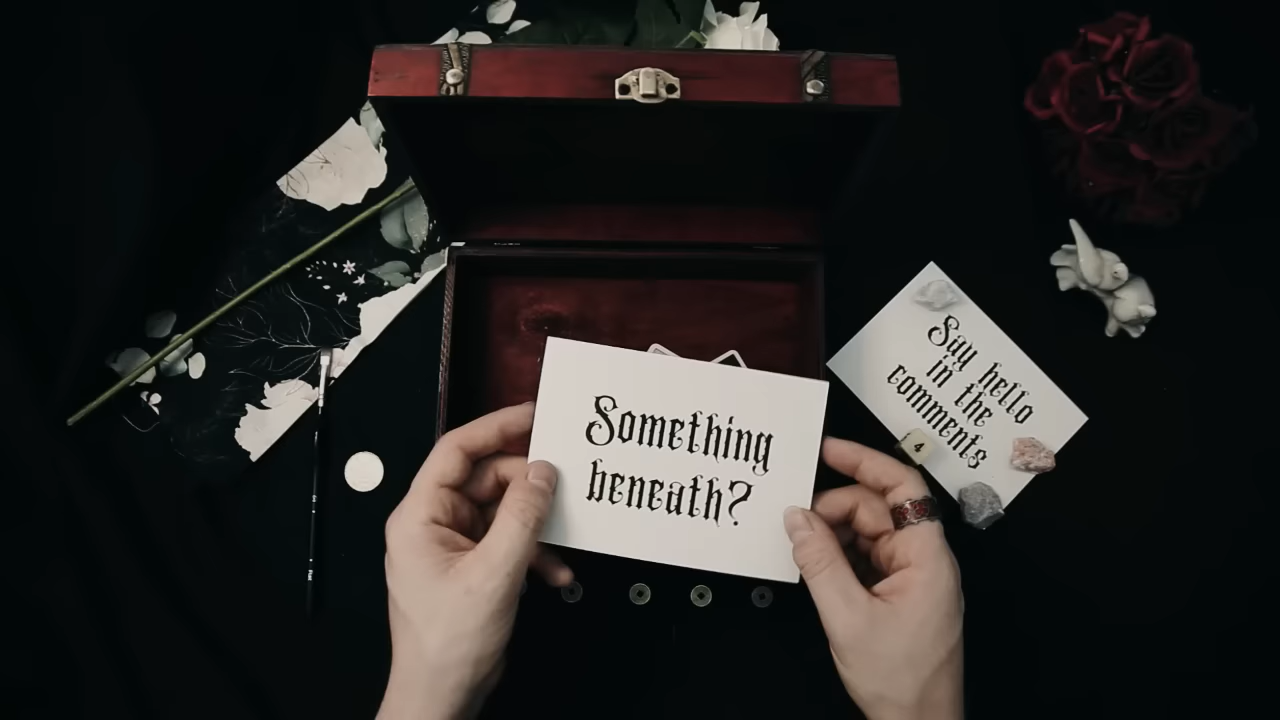 Something
beneath?
Say hello
in the
comments
4